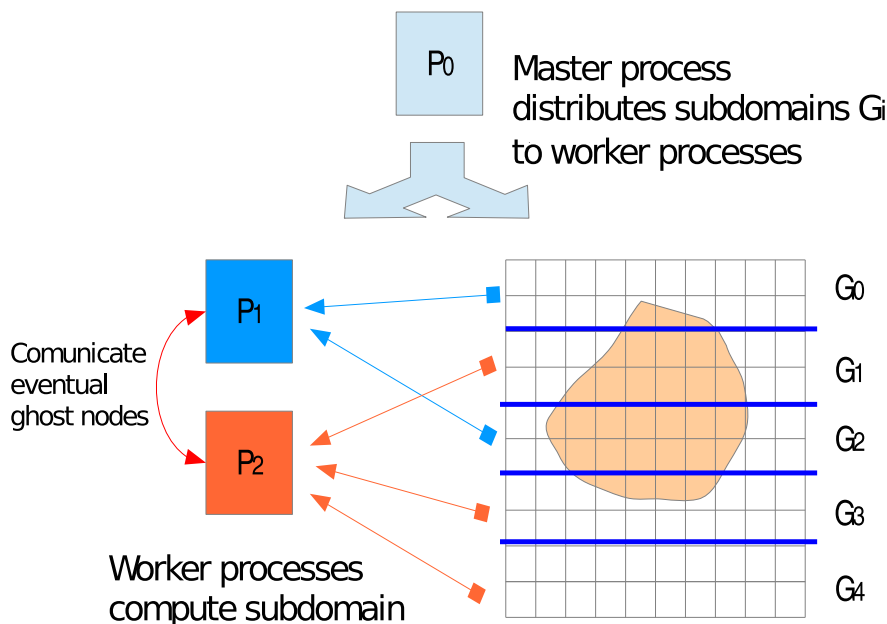 P0
Master process
distributes subdomains Gi
to worker processes
P1
G0
Comunicate
eventual
ghost nodes
G1
P2
G2
G3
Worker processes
compute subdomain
G4